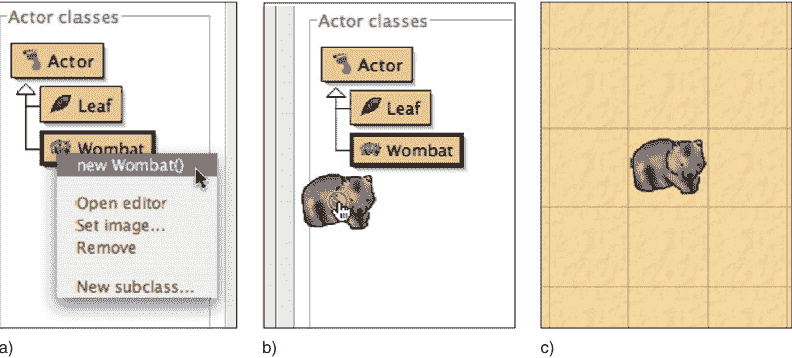 Actor classes
Actor
Leaf
Wombat
new Wombat()
Open editor
Set image...
Remove
New subclass...
a)
Actor classes
Actor
Leaf
Wombat
b)
c)